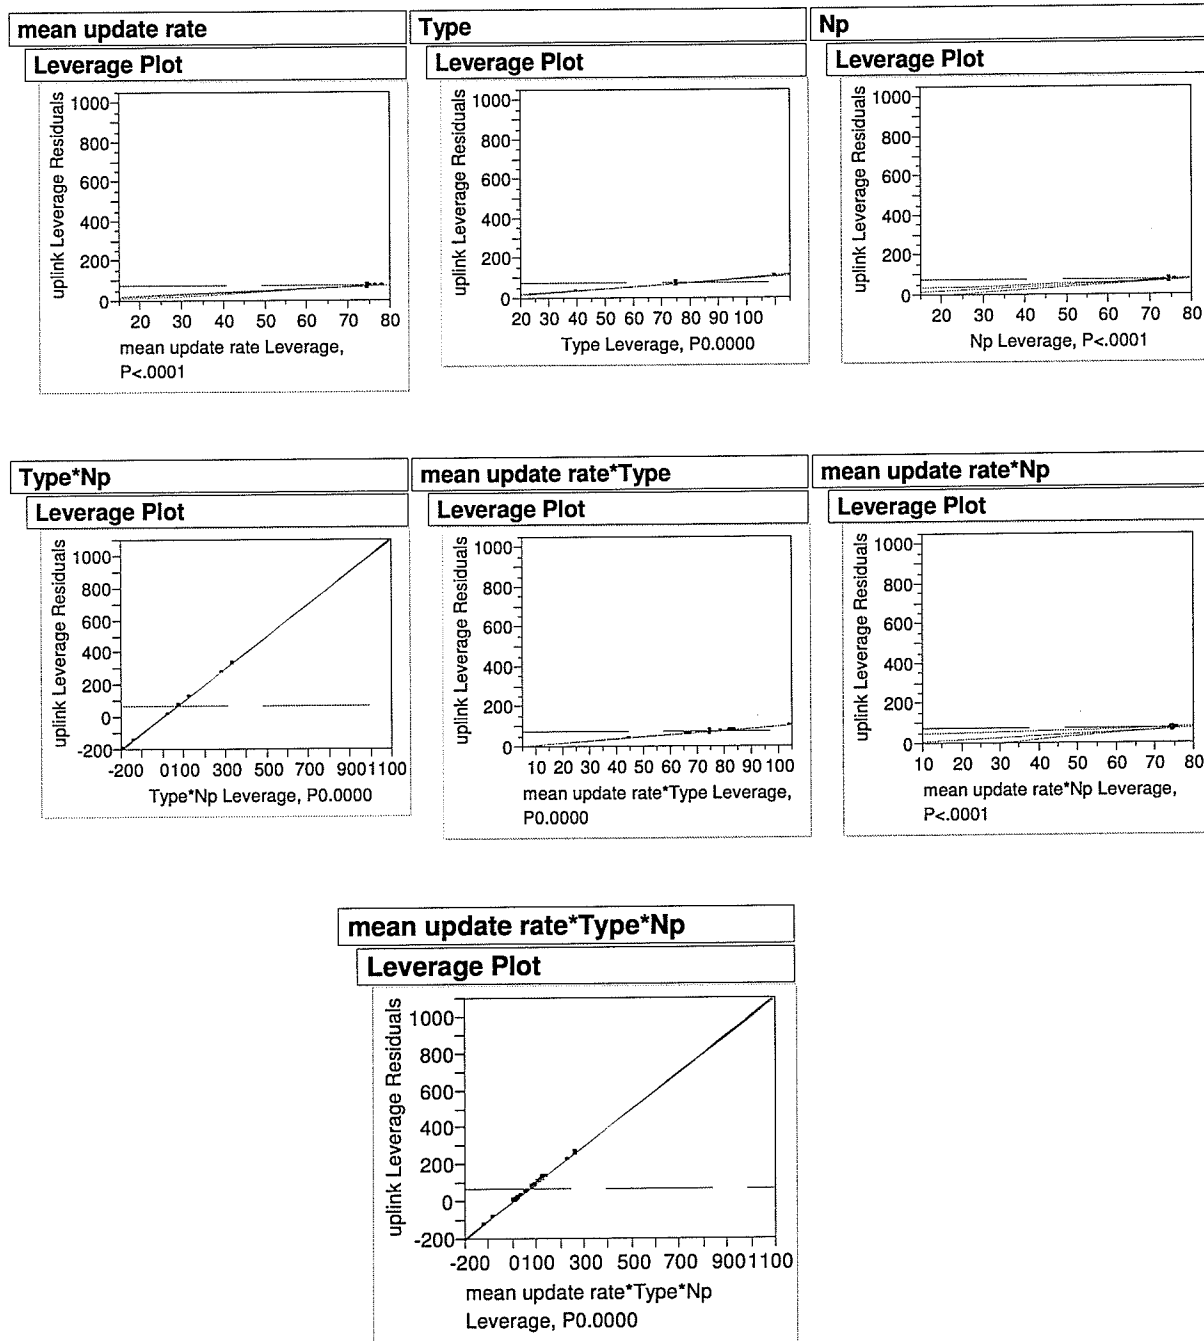 mean update rate
Leverage Plot
uplink Leverage Residuals
1000
800
600
400
200
0
20 30 40 50 60 70 80
mean update rate Leverage,
P<.0001
Type
Leverage Plot
uplink Leverage Residuals
1000
800
600
400
200
0
20 30 40 50 60 70 80 90 100
Type Leverage, P0.0000
Np
Leverage Plot
uplink Leverage Residuals
1000
800
600
400
200
0
20 30 40 50 60 70 80
Np Leverage, P<.0001
Type*Np
Leverage Plot
uplink Leverage Residuals
1000
800
600
400
200
0
-200
-200 0 100 300 500 700 900 1100
Type*Np Leverage, P0.0000
mean update rate*Type
Leverage Plot
uplink Leverage Residuals
1000
800
600
400
200
0
10 20 30 40 50 60 70 80 90 100
mean update rate*Type Leverage,
P0.0000
mean update rate*Np
Leverage Plot
uplink Leverage Residuals
1000
800
600
400
200
0
10 20 30 40 50 60 70 80
mean update rate*Np Leverage,
P<.0001
mean update rate*Type*Np
Leverage Plot
uplink Leverage Residuals
1000
800
600
400
200
0
-200
-200 0 100 300 500 700 900 1100
mean update rate*Type*Np
Leverage, P0.0000